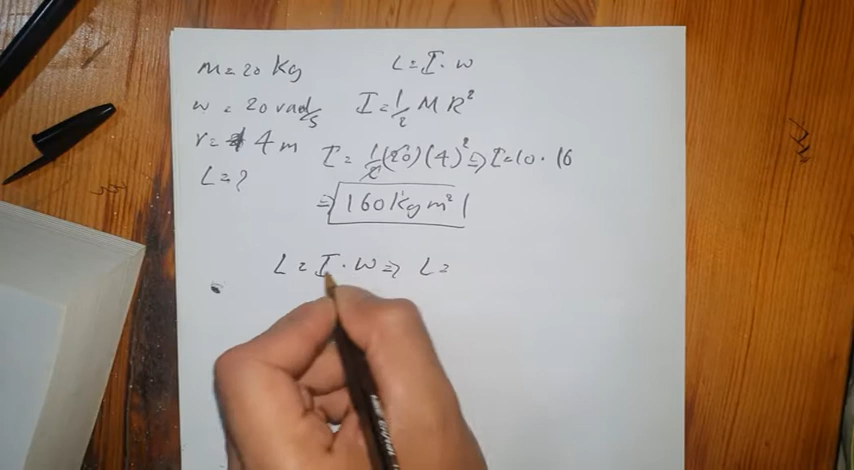 m = 20 Kg
L = I · w
w = 20 rad/s
I = 1/2 M R²
r = 4 m
I = 1/2 (20) (4)² => I = 10 · 16
L = ?
=> 160 kg m²
L = I · w => L =